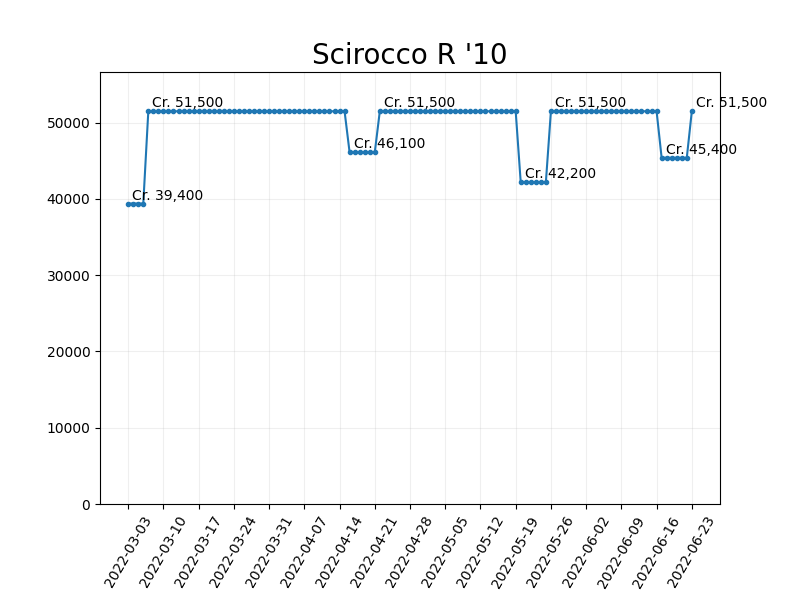 Scirocco R '10
Cr. 51,500
Cr. 51,500
Cr. 51,500
Cr. 51,500
Cr. 46,100
Cr. 45,400
Cr. 42,200
Cr. 39,400
50000
40000
30000
20000
10000
0
2022-03-03
2022-03-10
2022-03-17
2022-03-24
2022-03-31
2022-04-07
2022-04-14
2022-04-21
2022-04-28
2022-05-05
2022-05-12
2022-05-19
2022-05-26
2022-06-02
2022-06-09
2022-06-16
2022-06-23